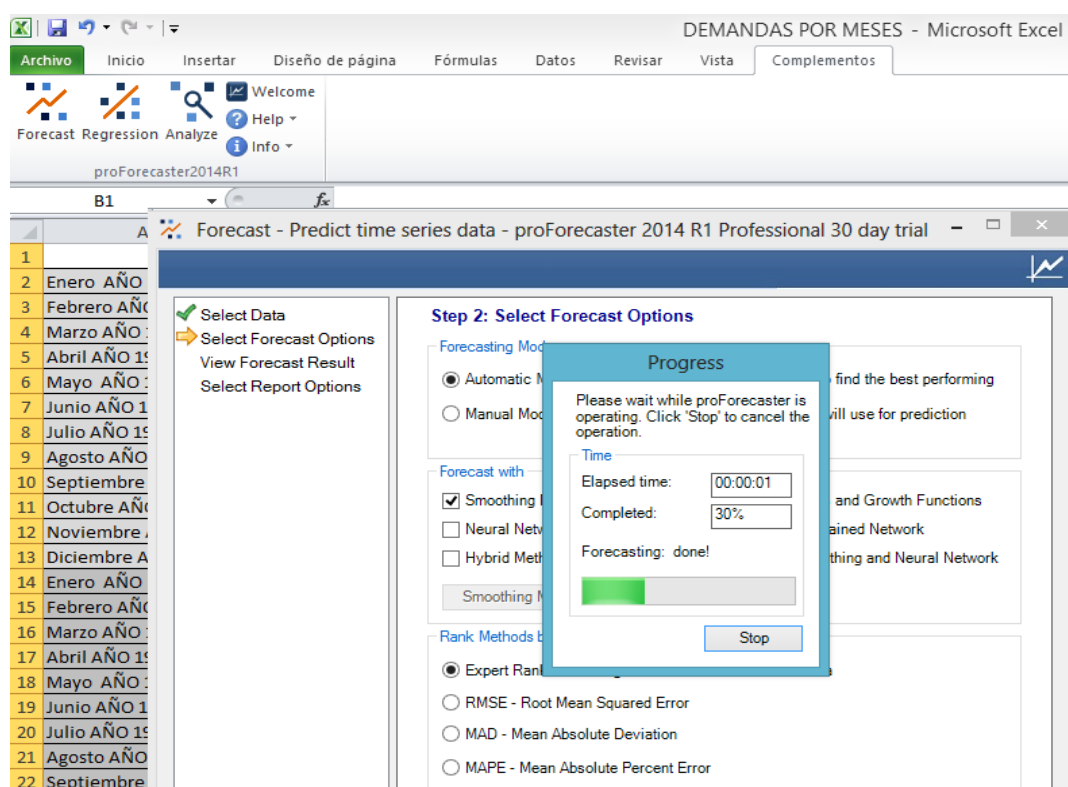 DEMANDAS POR MESES - Microsoft Excel
Archivo Inicio Insertar Diseño de página Fórmulas Datos Revisar Vista Complementos
Welcome
Help
Info
Forecast Regression Analyze
proForecaster2014R1
B1 fx
A
Forecast - Predict time series data - proForecaster 2014 R1 Professional 30 day trial
1
2 Enero AÑO
3 Febrero AÑO
4 Marzo AÑO
5 Abril AÑO 19
6 Mayo AÑO
7 Junio AÑO 1
8 Julio AÑO 19
9 Agosto AÑO
10 Septiembre
11 Octubre AÑO
12 Noviembre
13 Diciembre A
14 Enero AÑO
15 Febrero AÑO
16 Marzo AÑO
17 Abril AÑO 19
18 Mayo AÑO
19 Junio AÑO 1
20 Julio AÑO 19
21 Agosto AÑO
22 Septiembre
Select Data
Select Forecast Options
View Forecast Result
Select Report Options
Step 2: Select Forecast Options
Forecasting Mod
Automatic find the best performing
Manual Mod will use for prediction
Forecast with
Smoothing and Growth Functions
Neural Netw ained Network
Hybrid Meth thing and Neural Network
Smoothing
Rank Methods b
Expert Rank
RMSE - Root Mean Squared Error
MAD - Mean Absolute Deviation
MAPE - Mean Absolute Percent Error
Progress
Please wait while proForecaster is
operating. Click 'Stop' to cancel the
operation.
Time
Elapsed time: 00:00:01
Completed: 30%
Forecasting: done!
Stop